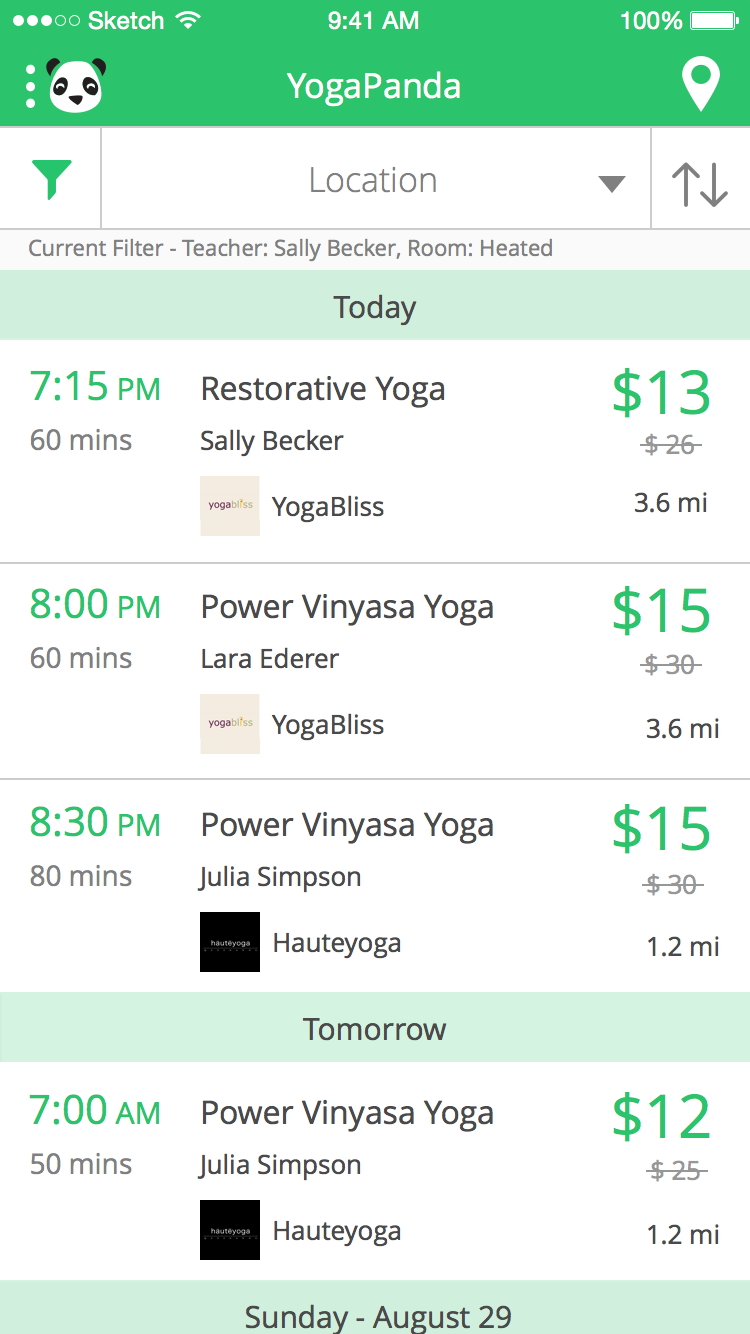 Sketch 9:41 AM 100%
YogaPanda
Location
Current Filter - Teacher: Sally Becker, Room: Heated
Today
7:15 PM Restorative Yoga $13
60 mins Sally Becker $ 26
yogabliss YogaBliss 3.6 mi
8:00 PM Power Vinyasa Yoga $15
60 mins Lara Ederer $ 30
yogabliss YogaBliss 3.6 mi
8:30 PM Power Vinyasa Yoga $15
80 mins Julia Simpson $ 30
hauteyoga Hauteyoga 1.2 mi
Tomorrow
7:00 AM Power Vinyasa Yoga $12
50 mins Julia Simpson $ 25
hauteyoga Hauteyoga 1.2 mi
Sunday - August 29